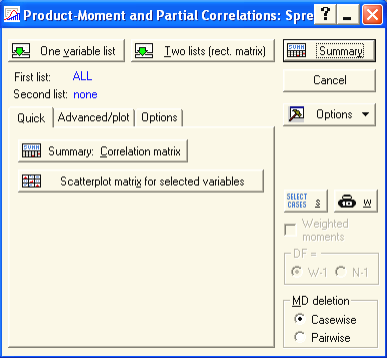 Product-Moment and Partial Correlations: Spre ? _
One variable list
Two lists (rect. matrix)
Summary
First list: ALL
Second list: none
Cancel
Quick
Advanced/plot
Options
Options
Summary: Correlation matrix
Scatterplot matrix for selected variables
SELECT CASES S
w
Weighted moments
DF =
W-1
N-1
MD deletion
Casewise
Pairwise